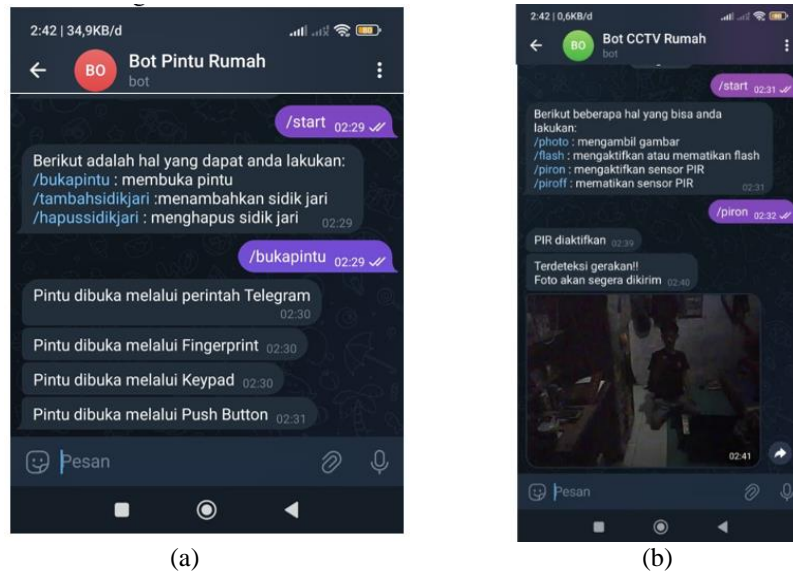 2:42 | 34,9KB/d
BO
Bot Pintu Rumah
bot
/start 02:29
Berikut adalah hal yang dapat anda lakukan:
/bukapintu : membuka pintu
/tambahsidikjari :menambahkan sidik jari
/hapussidikjari : menghapus sidik jari 02:29
/bukapintu 02:29
Pintu dibuka melalui perintah Telegram
02:30
Pintu dibuka melalui Fingerprint 02:30
Pintu dibuka melalui Keypad 02:30
Pintu dibuka melalui Push Button 02:31
Pesan
(a)
2:42 | 0,6KB/d
BO
Bot CCTV Rumah
bot
/start 02:31
Berikut beberapa hal yang bisa anda
lakukan:
/photo : mengambil gambar
/flash : mengaktifkan atau mematikan flash
/piron : mengaktifkan sensor PIR
/piroff : mematikan sensor PIR 02:31
/piron 02:32
PIR diaktifkan 02:39
Terdeteksi gerakan!!
Foto akan segera dikirim 02:40
02:41
Pesan
(b)